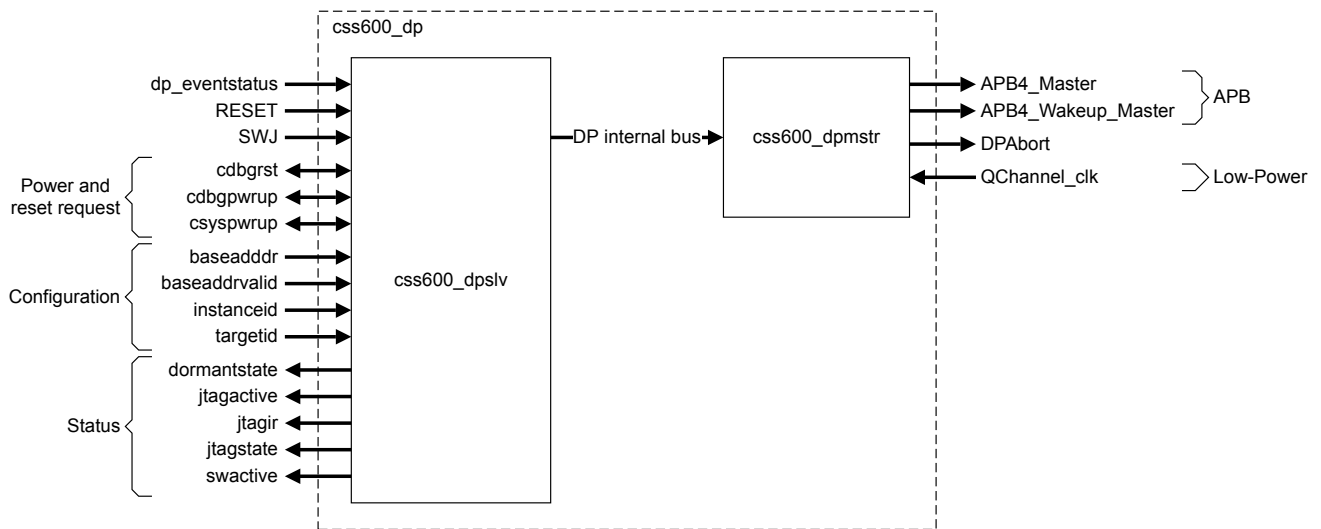 css600_dp
dp_eventstatus
RESET
SWJ
Power and
reset request
cdbgrst
cdbgpwrup
csyspwrup
Configuration
baseadddr
baseaddrvalid
instanceid
targetid
Status
dormantstate
jtagactive
jtagir
jtagstate
swactive
css600_dpslv
DP internal bus
css600_dpmstr
APB4_Master
APB4_Wakeup_Master
APB
DPAbort
QChannel_clk
Low-Power